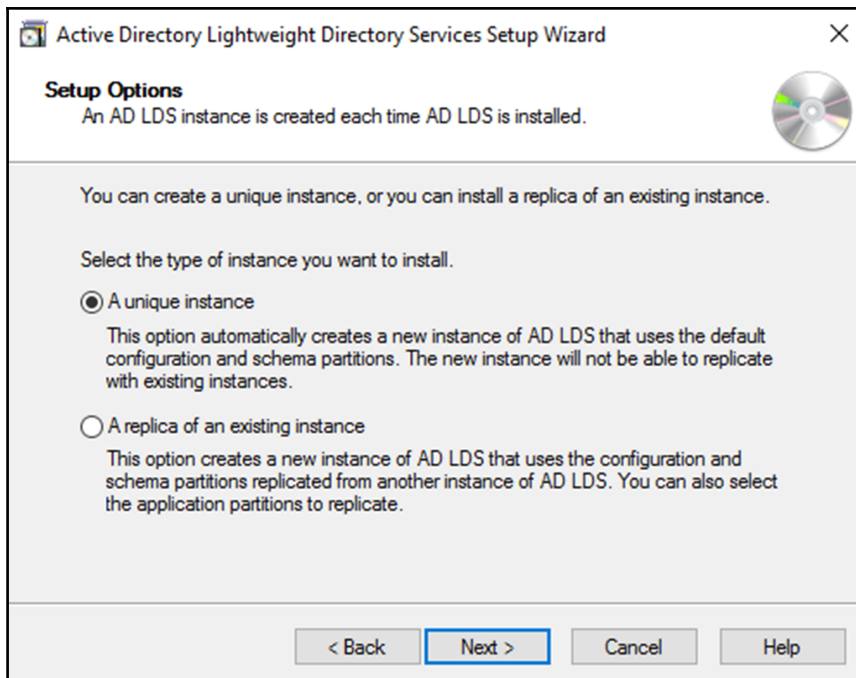 Active Directory Lightweight Directory Services Setup Wizard
Setup Options
An AD LDS instance is created each time AD LDS is installed.
You can create a unique instance, or you can install a replica of an existing instance.
Select the type of instance you want to install.
A unique instance
This option automatically creates a new instance of AD LDS that uses the default
configuration and schema partitions. The new instance will not be able to replicate
with existing instances.
A replica of an existing instance
This option creates a new instance of AD LDS that uses the configuration and
schema partitions replicated from another instance of AD LDS. You can also select
the application partitions to replicate.
< Back Next > Cancel Help